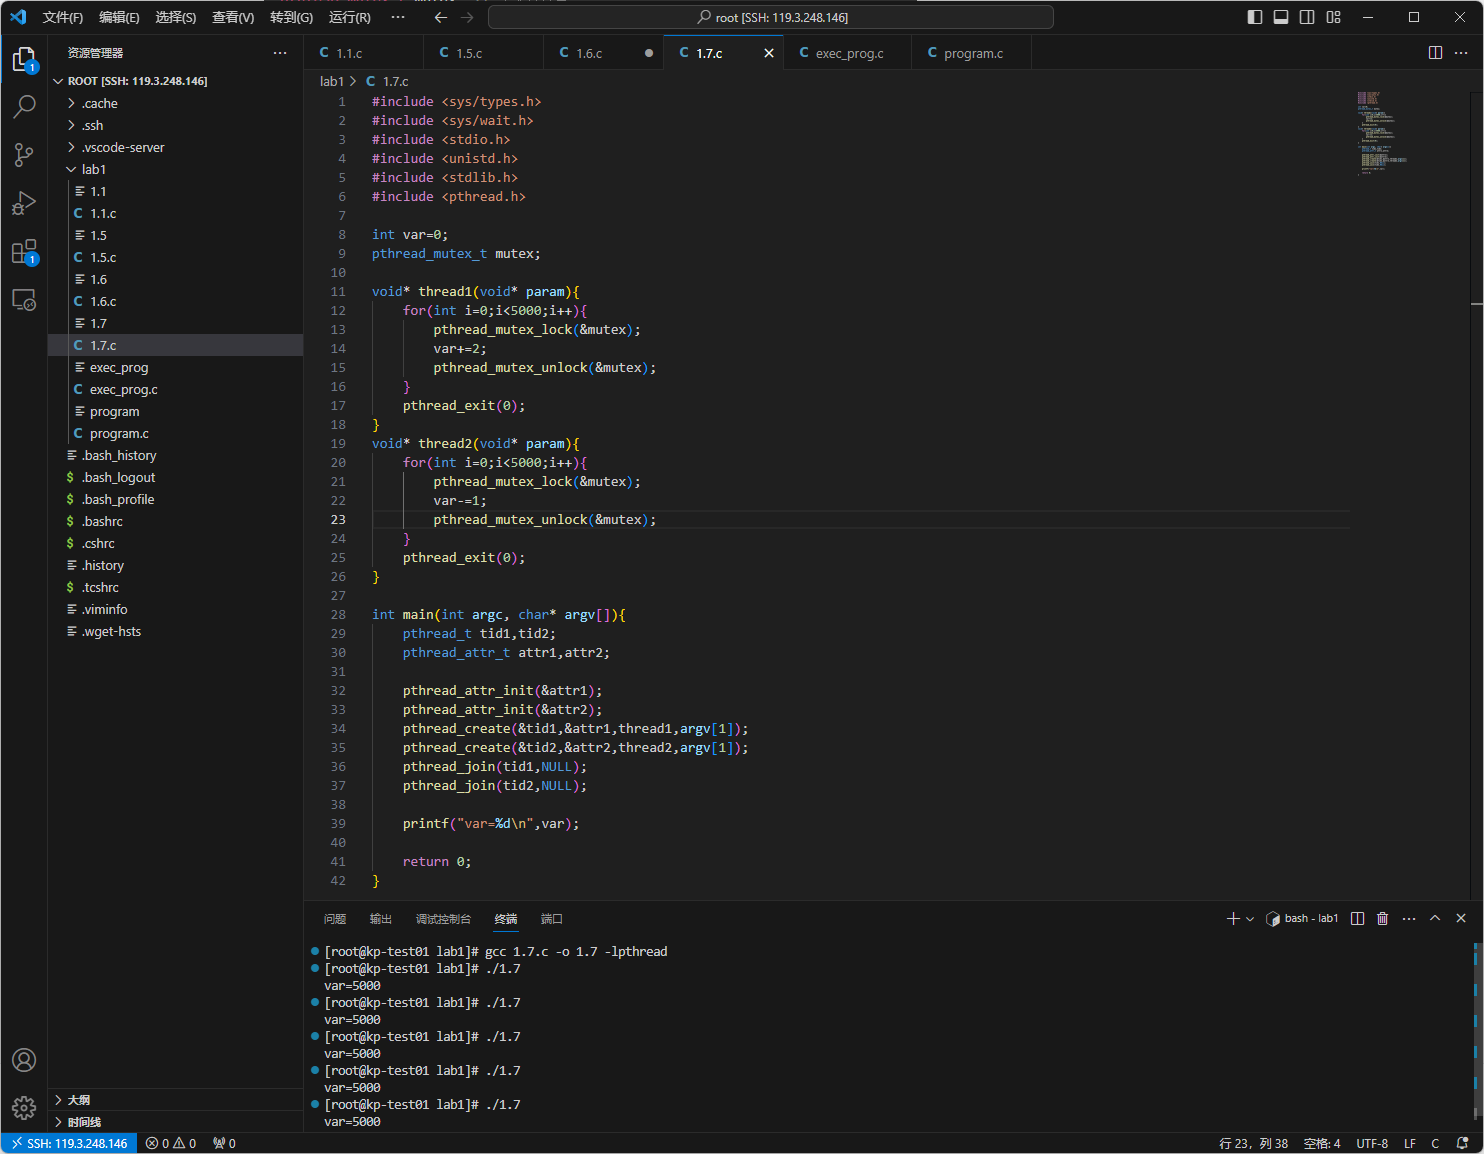 文件(F) 编辑(E) 选择(S) 查看(V) 转到(G) 运行(R) ··· root [SSH: 119.3.248.146]
资源管理器 ···
ROOT [SSH: 119.3.248.146]
.cache
.ssh
.vscode-server
lab1
1.1
C 1.1.c
1.5
C 1.5.c
1.6
C 1.6.c
1.7
C 1.7.c
exec_prog
C exec_prog.c
program
C program.c
.bash_history
$ .bash_logout
$ .bash_profile
$ .bashrc
$ .cshrc
.history
$ .tcshrc
.viminfo
.wget-hsts
大纲
时间线
1
1
C 1.1.c C 1.5.c C 1.6.c C 1.7.c C exec_prog.c C program.c
lab1 > C 1.7.c
1 #include <sys/types.h>
2 #include <sys/wait.h>
3 #include <stdio.h>
4 #include <unistd.h>
5 #include <stdlib.h>
6 #include <pthread.h>
7
8 int var=0;
9 pthread_mutex_t mutex;
10
11 void* thread1(void* param){
12     for(int i=0;i<5000;i++){
13         pthread_mutex_lock(&mutex);
14         var+=2;
15         pthread_mutex_unlock(&mutex);
16     }
17     pthread_exit(0);
18 }
19 void* thread2(void* param){
20     for(int i=0;i<5000;i++){
21         pthread_mutex_lock(&mutex);
22         var-=1;
23         pthread_mutex_unlock(&mutex);
24     }
25     pthread_exit(0);
26 }
27
28 int main(int argc, char* argv[]){
29     pthread_t tid1,tid2;
30     pthread_attr_t attr1,attr2;
31
32     pthread_attr_init(&attr1);
33     pthread_attr_init(&attr2);
34     pthread_create(&tid1,&attr1,thread1,argv[1]);
35     pthread_create(&tid2,&attr2,thread2,argv[1]);
36     pthread_join(tid1,NULL);
37     pthread_join(tid2,NULL);
38
39     printf("var=%d\n",var);
40
41     return 0;
42 }
问题 输出 调试控制台 终端 端口 bash - lab1
[root@kp-test01 lab1]# gcc 1.7.c -o 1.7 -lpthread
[root@kp-test01 lab1]# ./1.7
var=5000
[root@kp-test01 lab1]# ./1.7
var=5000
[root@kp-test01 lab1]# ./1.7
var=5000
[root@kp-test01 lab1]# ./1.7
var=5000
[root@kp-test01 lab1]# ./1.7
var=5000
SSH: 119.3.248.146 0 0 0 行 23, 列 38 空格: 4 UTF-8 LF C